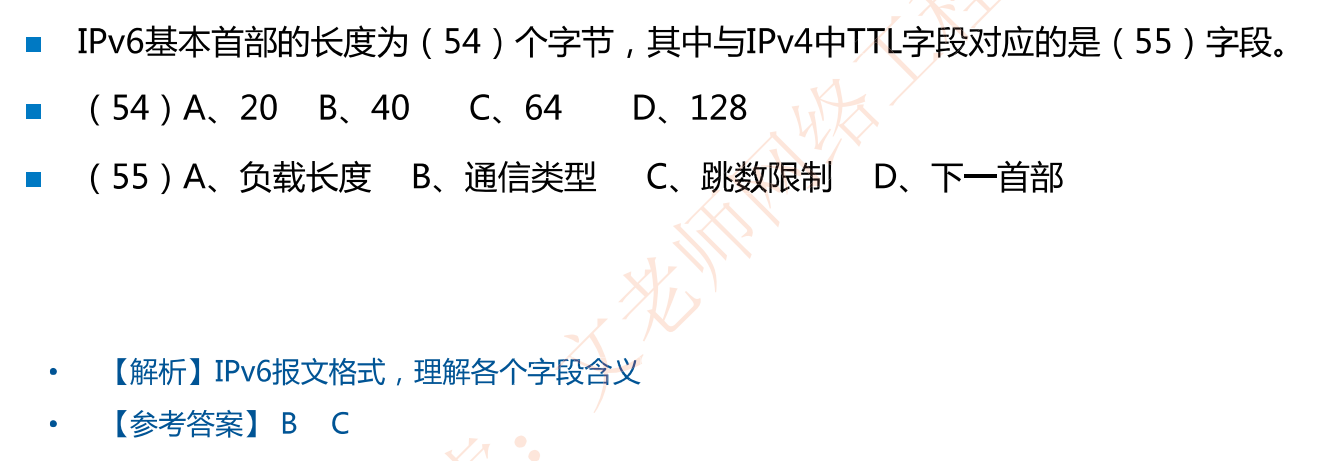 IPv6基本首部的长度为（54）个字节，其中与IPv4中TTL字段对应的是（55）字段。
（54）A、20 B、40 C、64 D、128
（55）A、负载长度 B、通信类型 C、跳数限制 D、下一首部
• 【解析】IPv6报文格式，理解各个字段含义
• 【参考答案】 B C
文老师网络工程